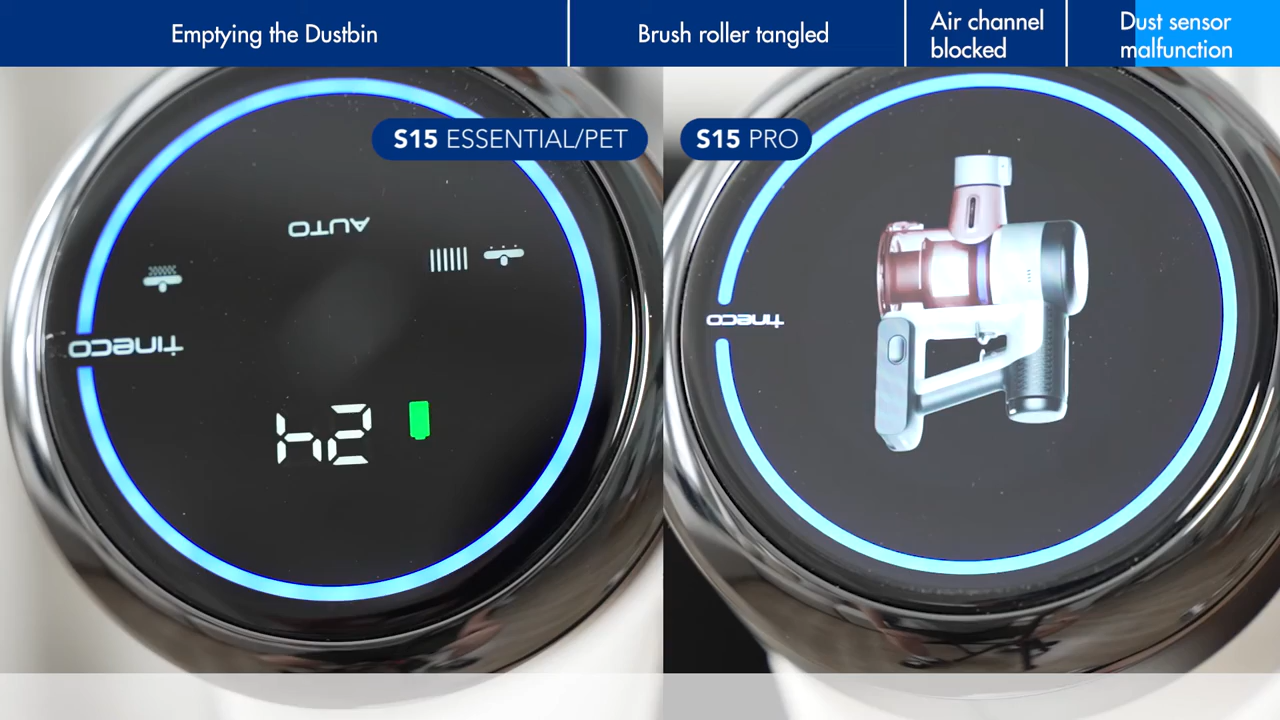 Emptying the Dustbin
Brush roller tangled
Air channel
blocked
Dust sensor
malfunction
S15 ESSENTIAL/PET
AUTO
tineco
24
S15 PRO
tineco